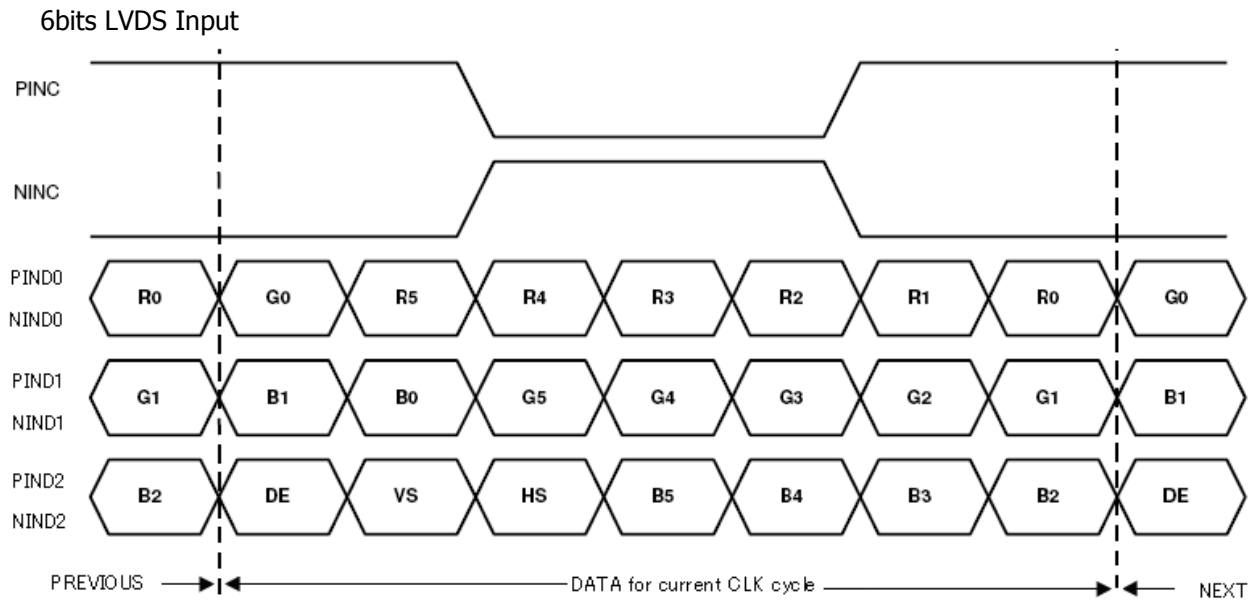 6bits LVDS Input
PINC
NINC
PIND0
NIND0
R0 G0 R5 R4 R3 R2 R1 R0 G0
PIND1
NIND1
G1 B1 B0 G5 G4 G3 G2 G1 B1
PIND2
NIND2
B2 DE VS HS B5 B4 B3 B2 DE
PREVIOUS DATA for current CLK cycle NEXT